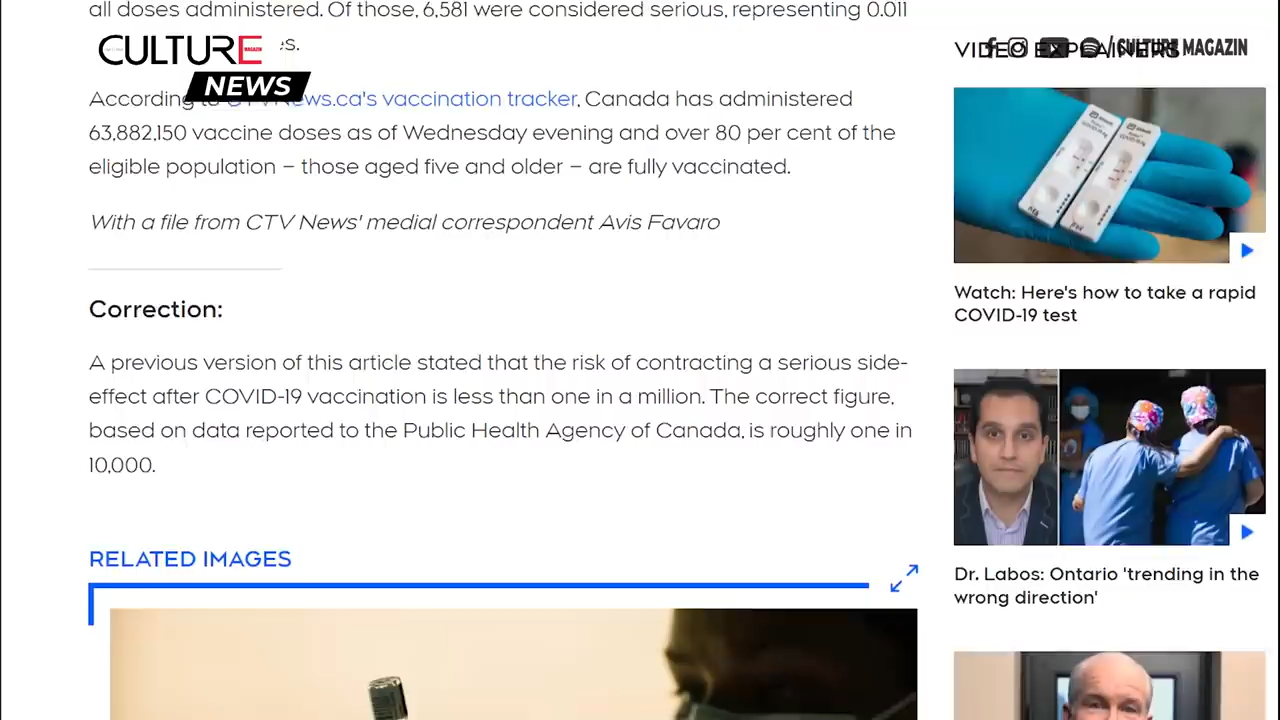 all doses administered. Of those, 6,581 were considered serious, representing 0.011
CULTURE
NEWS
According to CTVNews.ca's vaccination tracker, Canada has administered
63,882,150 vaccine doses as of Wednesday evening and over 80 per cent of the
eligible population – those aged five and older – are fully vaccinated.
With a file from CTV News' medial correspondent Avis Favaro
Correction:
A previous version of this article stated that the risk of contracting a serious side-
effect after COVID-19 vaccination is less than one in a million. The correct figure,
based on data reported to the Public Health Agency of Canada, is roughly one in
10,000.
RELATED IMAGES
VIDEO EXPLAINERS
/CULTURE MAGAZIN
Watch: Here's how to take a rapid
COVID-19 test
Dr. Labos: Ontario 'trending in the
wrong direction'